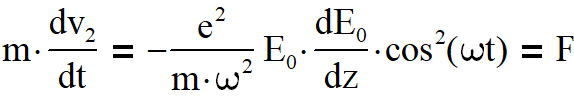 m·dv₂/dt = −e²/(m·ω²) E₀·dE₀/dz·cos²(ωt) = F